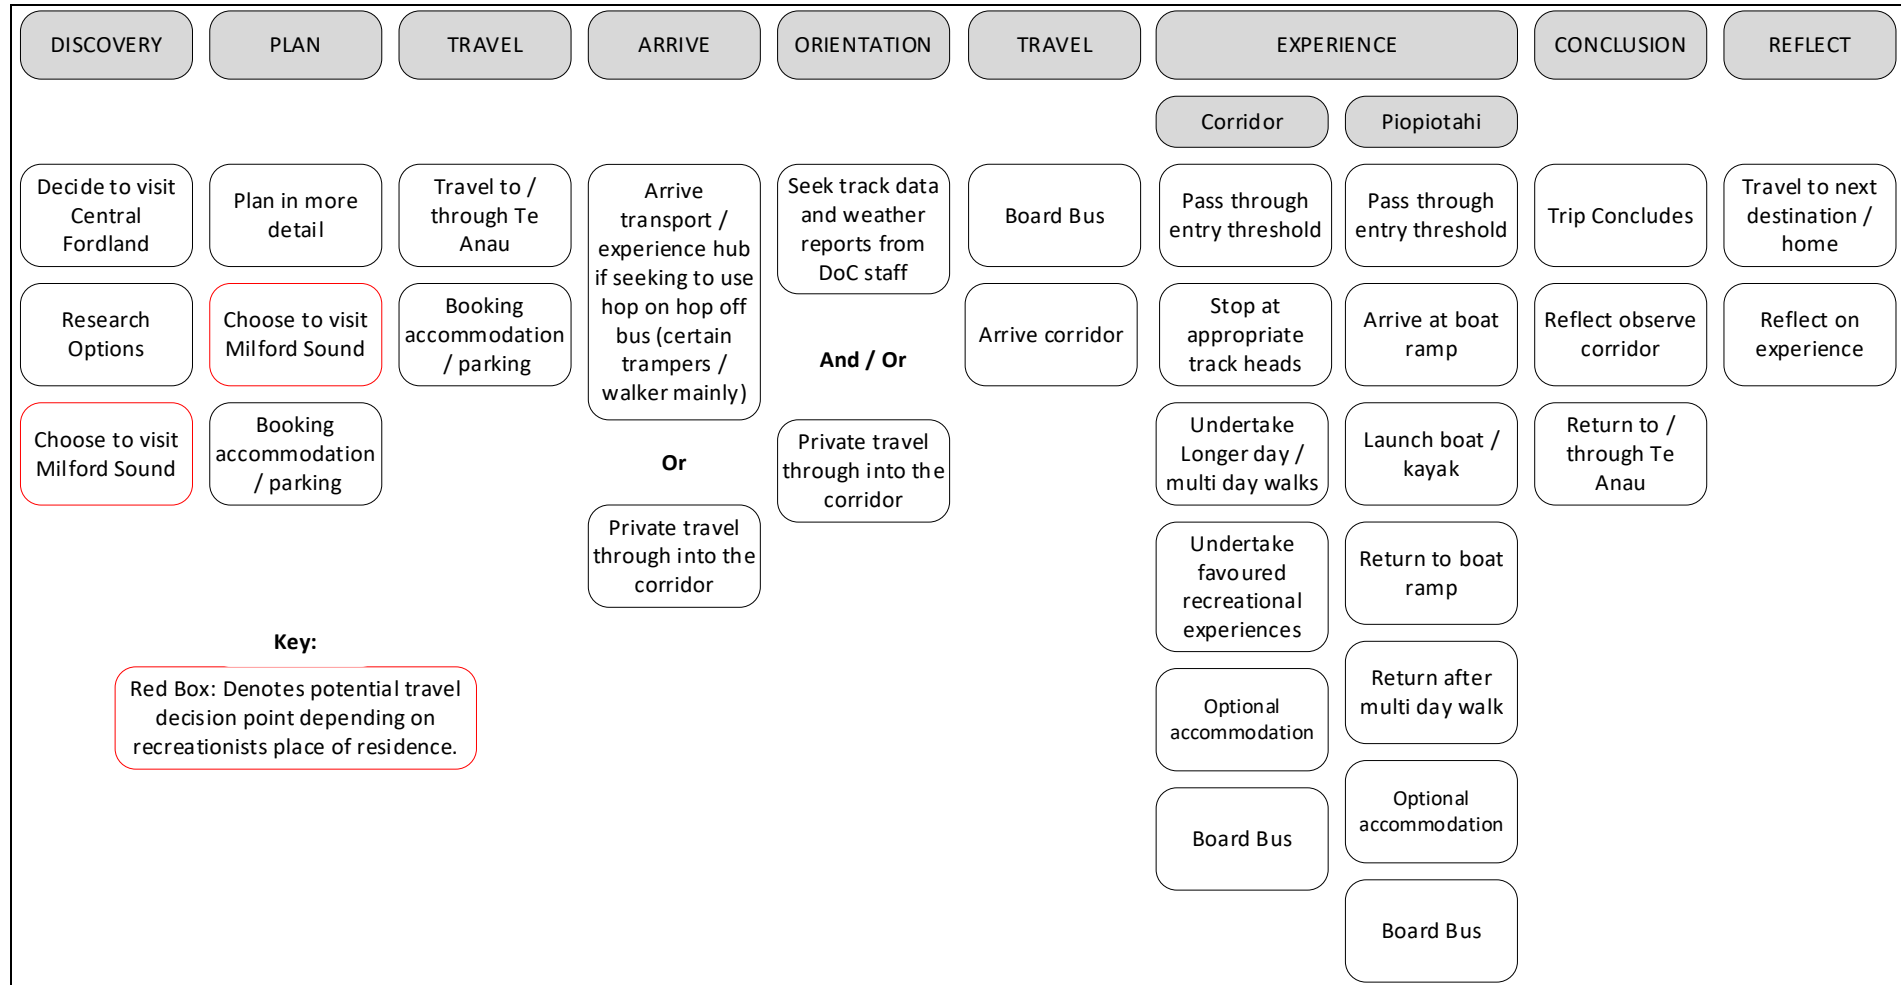 DISCOVERY
PLAN
TRAVEL
ARRIVE
ORIENTATION
TRAVEL
EXPERIENCE
CONCLUSION
REFLECT
Corridor
Piopiotahi
Decide to visit
Central
Fordland
Research
Options
Choose to visit
Milford Sound
Plan in more
detail
Choose to visit
Milford Sound
Booking
accommodation
/ parking
Travel to /
through Te
Anau
Booking
accommodation
/ parking
Arrive
transport /
experience hub
if seeking to use
hop on hop off
bus (certain
trampers /
walker mainly)
Or
Private travel
through into the
corridor
Seek track data
and weather
reports from
DoC staff
And / Or
Private travel
through into the
corridor
Board Bus
Arrive corridor
Pass through
entry threshold
Stop at
appropriate
track heads
Undertake
Longer day /
multi day walks
Undertake
favoured
recreational
experiences
Optional
accommodation
Board Bus
Pass through
entry threshold
Arrive at boat
ramp
Launch boat /
kayak
Return to boat
ramp
Return after
multi day walk
Optional
accommodation
Board Bus
Trip Concludes
Reflect observe
corridor
Return to /
through Te
Anau
Travel to next
destination /
home
Reflect on
experience
Key:
Red Box: Denotes potential travel
decision point depending on
recreationists place of residence.